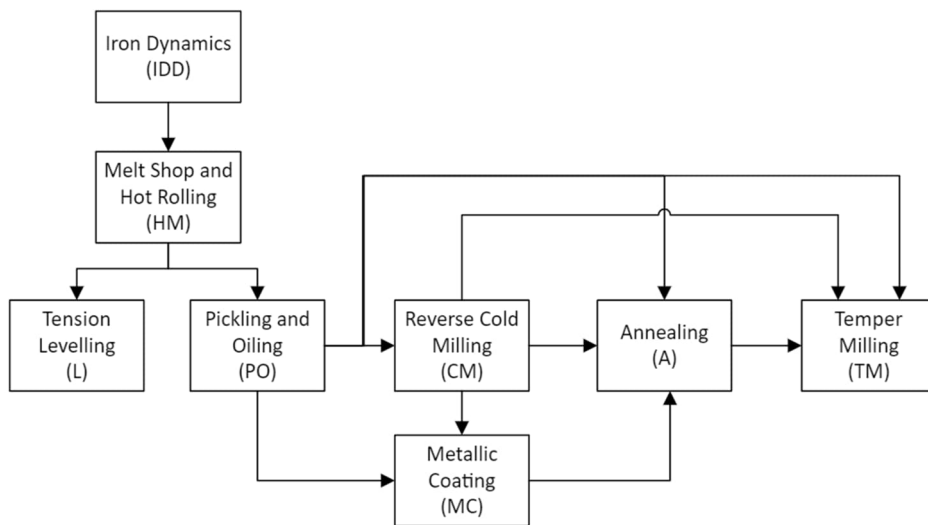 Iron Dynamics
(IDD)
Melt Shop and
Hot Rolling
(HM)
Tension
Levelling
(L)
Pickling and
Oiling
(PO)
Reverse Cold
Milling
(CM)
Annealing
(A)
Temper
Milling
(TM)
Metallic
Coating
(MC)